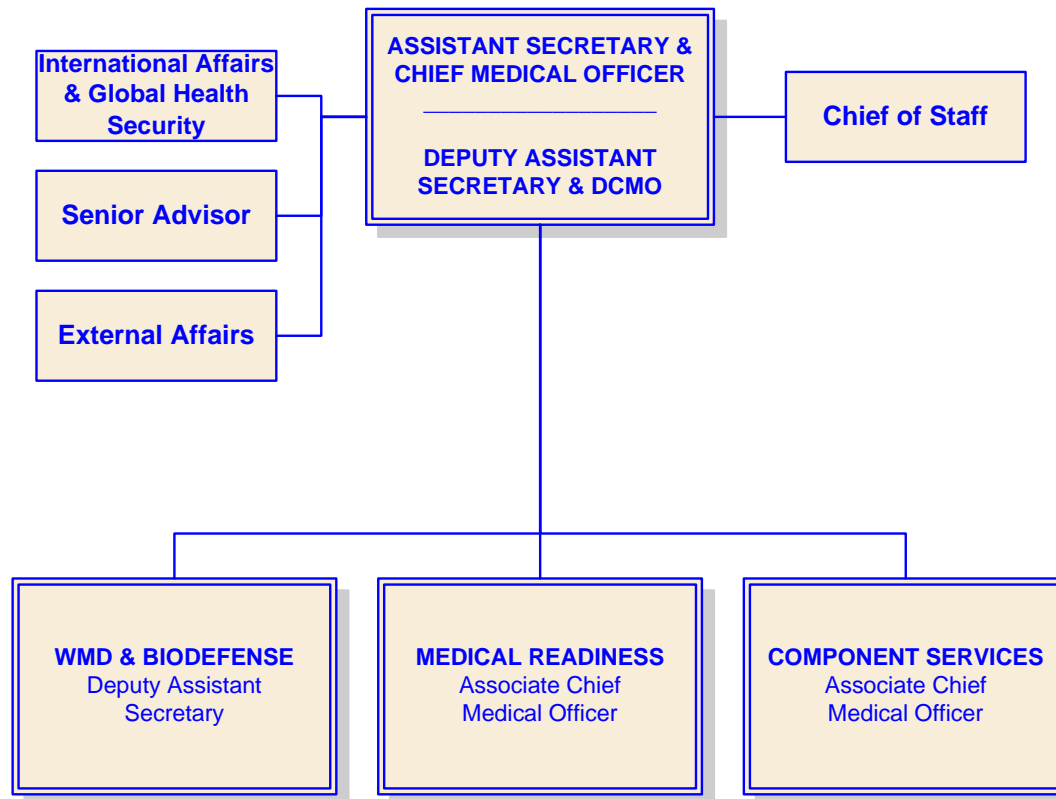 ASSISTANT SECRETARY &
CHIEF MEDICAL OFFICER
DEPUTY ASSISTANT
SECRETARY & DCMO
International Affairs
& Global Health
Security
Senior Advisor
External Affairs
Chief of Staff
WMD & BIODEFENSE
Deputy Assistant
Secretary
MEDICAL READINESS
Associate Chief
Medical Officer
COMPONENT SERVICES
Associate Chief
Medical Officer